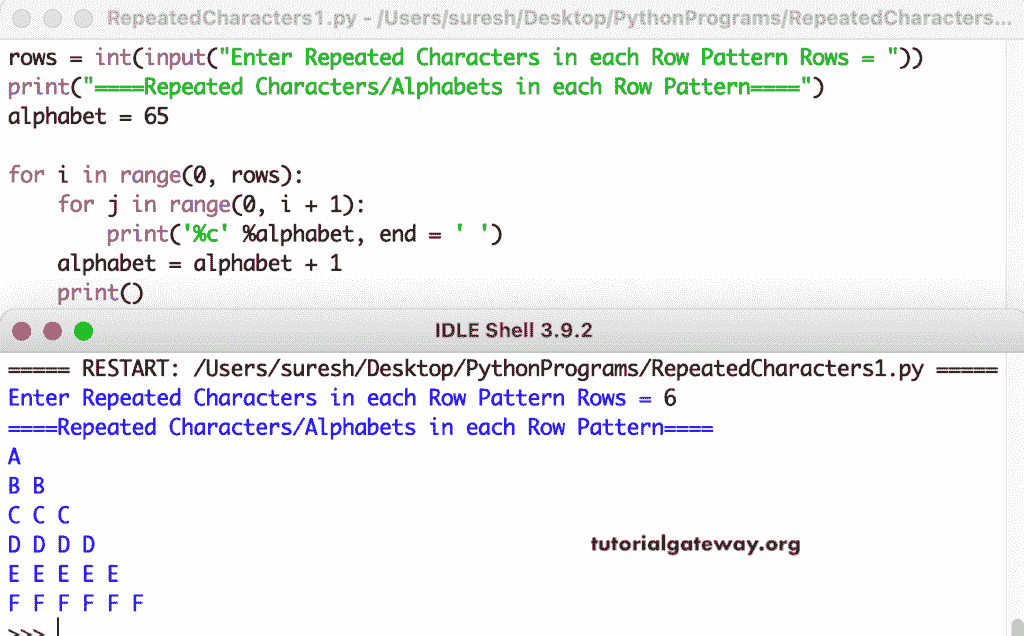 RepeatedCharacters1.py - /Users/suresh/Desktop/PythonPrograms/RepeatedCharacters...
rows = int(input("Enter Repeated Characters in each Row Pattern Rows = "))
print("====Repeated Characters/Alphabets in each Row Pattern====")
alphabet = 65
for i in range(0, rows):
    for j in range(0, i + 1):
        print('%c' %alphabet, end = ' ')
    alphabet = alphabet + 1
    print()
IDLE Shell 3.9.2
===== RESTART: /Users/suresh/Desktop/PythonPrograms/RepeatedCharacters1.py =====
Enter Repeated Characters in each Row Pattern Rows = 6
====Repeated Characters/Alphabets in each Row Pattern====
A
B B
C C C
D D D D
tutorialgateway.org
E E E E E
F F F F F F
>>>